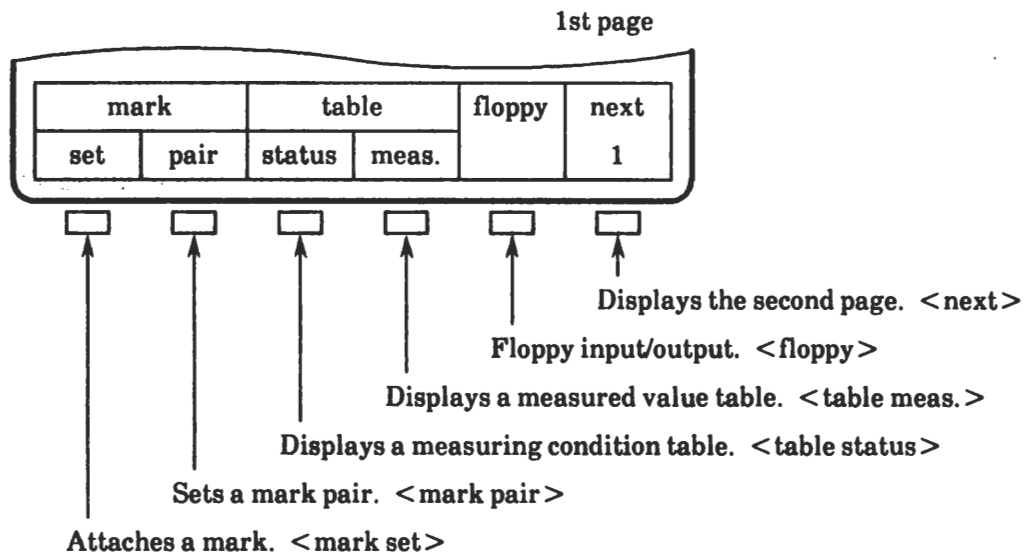 1st page
mark table floppy next
set pair status meas. 1
Displays the second page. <next>
Floppy input/output. <floppy>
Displays a measured value table. <table meas.>
Displays a measuring condition table. <table status>
Sets a mark pair. <mark pair>
Attaches a mark. <mark set>